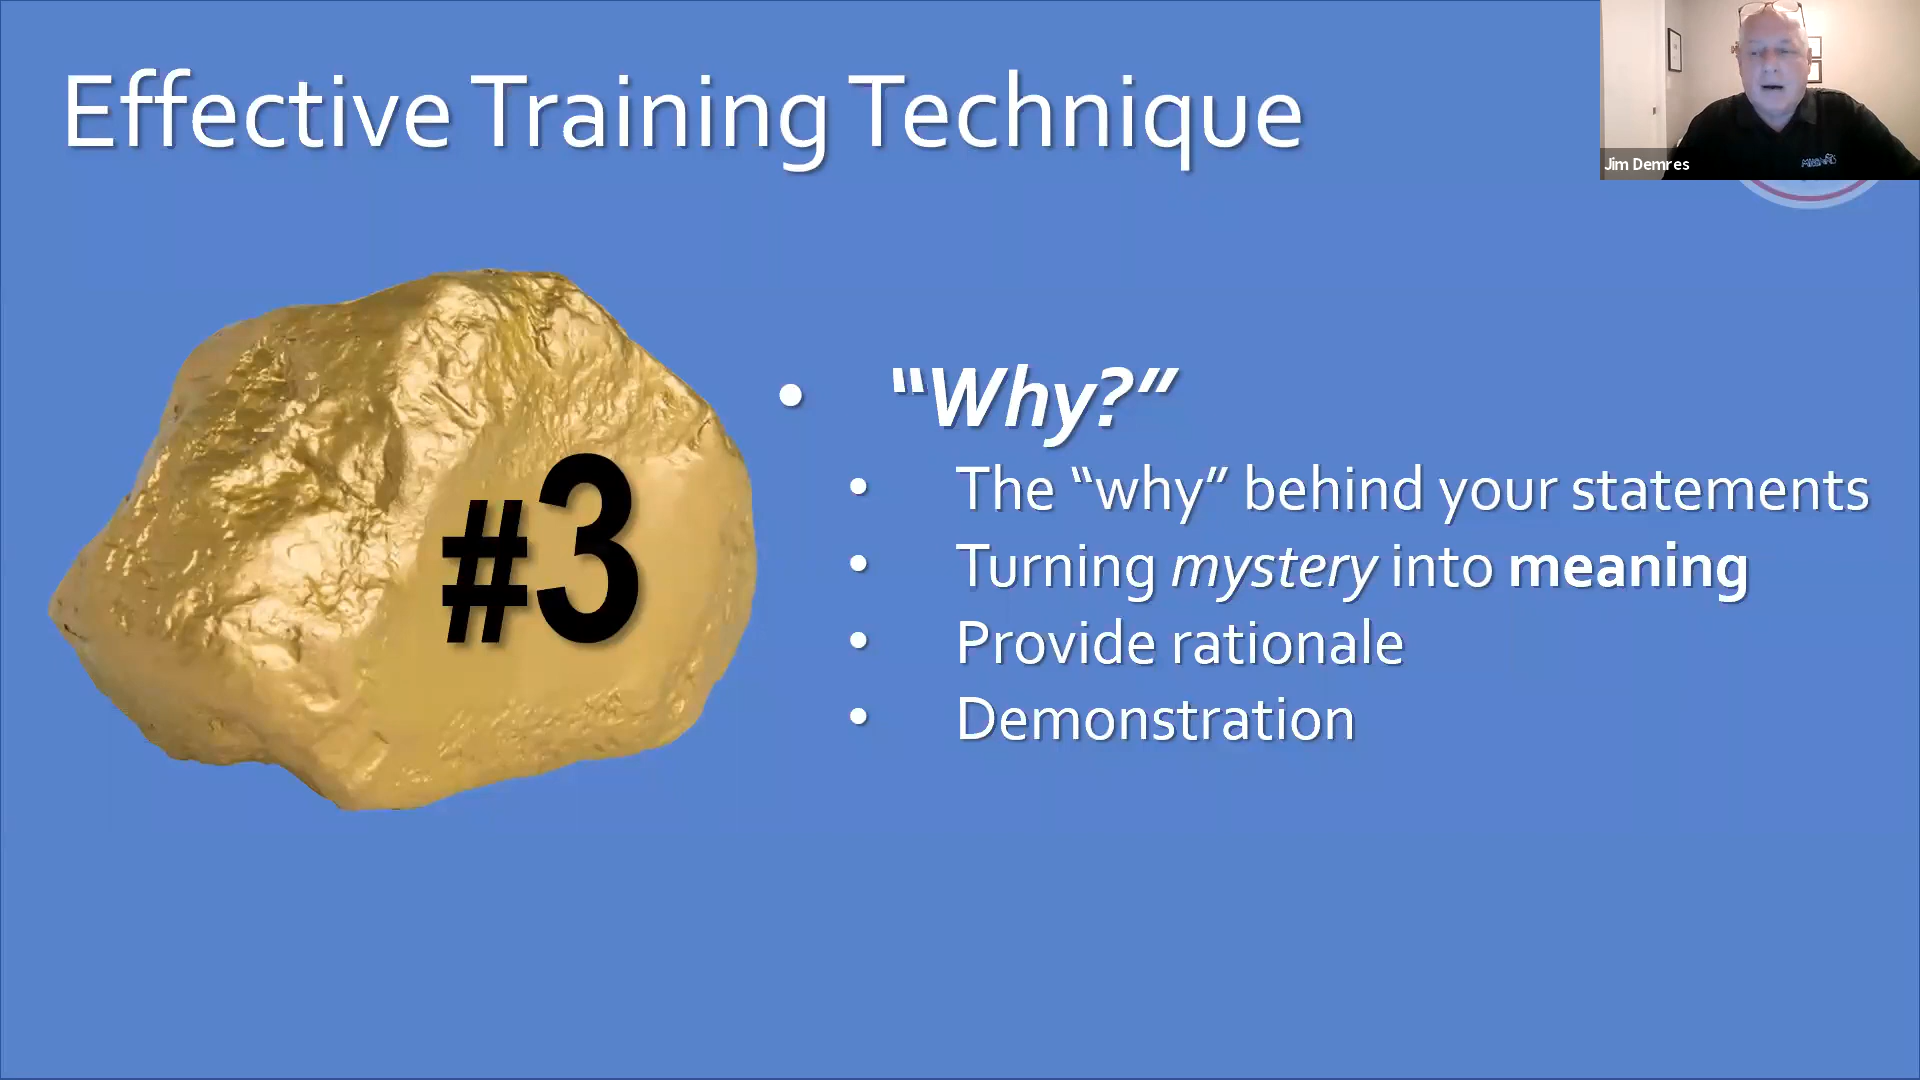 Effective Training Technique
Jim Demres
#3
• “Why?”
• The “why” behind your statements
• Turning mystery into meaning
• Provide rationale
• Demonstration